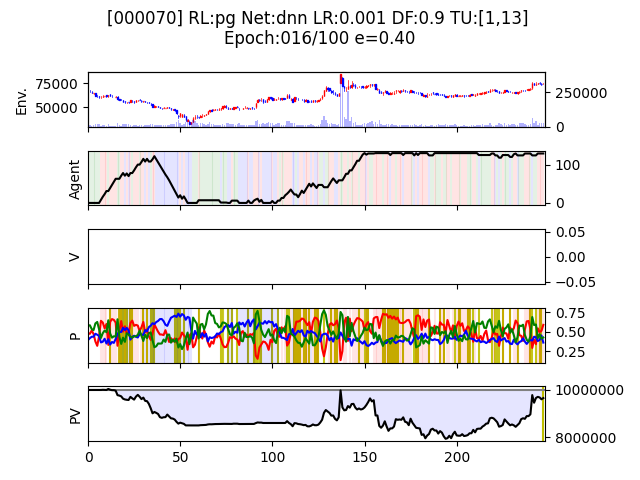 [000070] RL:pg Net:dnn LR:0.001 DF:0.9 TU:[1,13]
Epoch:016/100 e=0.40
Env.
75000
50000
250000
0
Agent
100
0
V
0.05
0.00
−0.05
P
0.75
0.50
0.25
PV
10000000
8000000
0
50
100
150
200